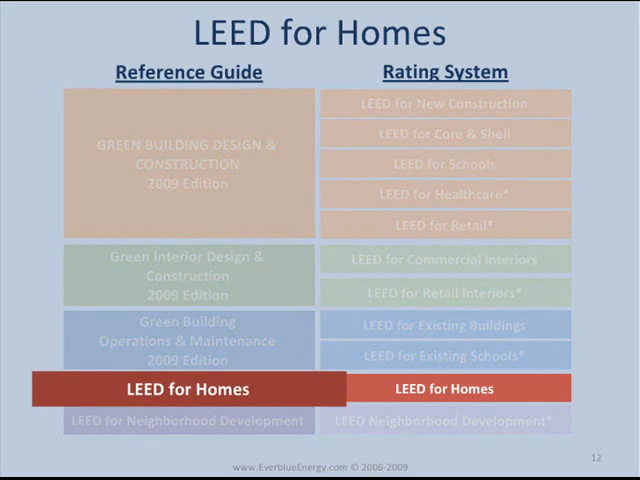 LEED for Homes
Reference Guide
Rating System
GREEN BUILDING DESIGN &
CONSTRUCTION
2009 Edition
LEED for New Construction
LEED for Core & Shell
LEED for Schools
LEED for Healthcare*
LEED for Retail*
Green Interior Design &
Construction
2009 Edition
LEED for Commercial Interiors
LEED for Retail Interiors*
Green Building
Operations & Maintenance
2009 Edition
LEED for Existing Buildings
LEED for Existing Schools*
LEED for Homes
LEED for Homes
LEED for Neighborhood Development
LEED Neighborhood Development*
12
www.EverblueEnergy.com © 2006-2009